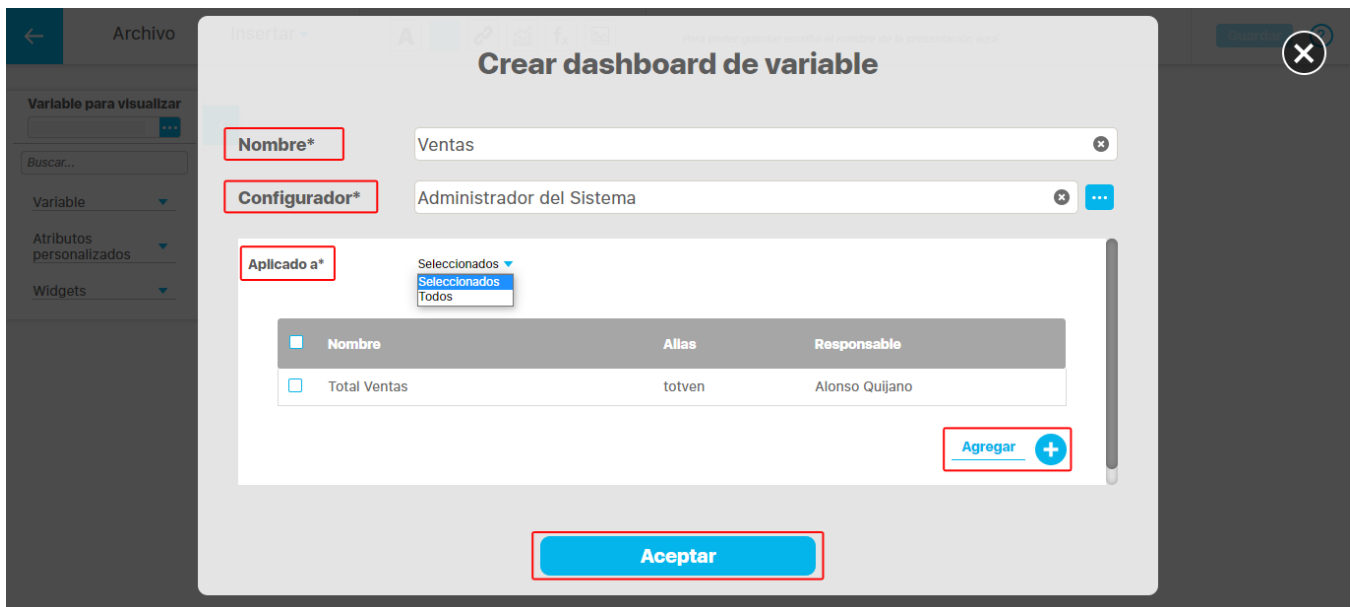 Archivo
Insertar
Guardar
Crear dashboard de variable
Variable para visualizar
Buscar...
Variable
Atributos
personalizados
Widgets
Nombre*
Ventas
Configurador*
Administrador del Sistema
Aplicado a*
Seleccionados
Seleccionados
Todos
Nombre Alias Responsable
Total Ventas totven Alonso Quijano
Agregar
Aceptar